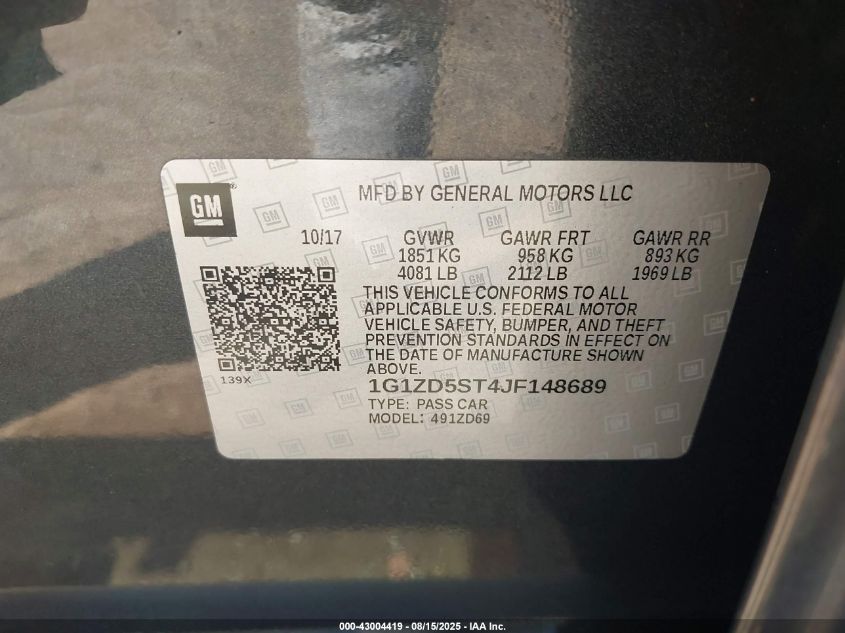 GM
MFD BY GENERAL MOTORS LLC
10/17 GVWR GAWR FRT GAWR RR
1851 KG 958 KG 893 KG
4081 LB 2112 LB 1969 LB
THIS VEHICLE CONFORMS TO ALL
APPLICABLE U.S. FEDERAL MOTOR
VEHICLE SAFETY, BUMPER, AND THEFT
PREVENTION STANDARDS IN EFFECT ON
THE DATE OF MANUFACTURE SHOWN
ABOVE.
139X
1G1ZD5ST4JF148689
TYPE: PASS CAR
MODEL: 491ZD69
000-43004419 - 08/15/2025 - IAA Inc.